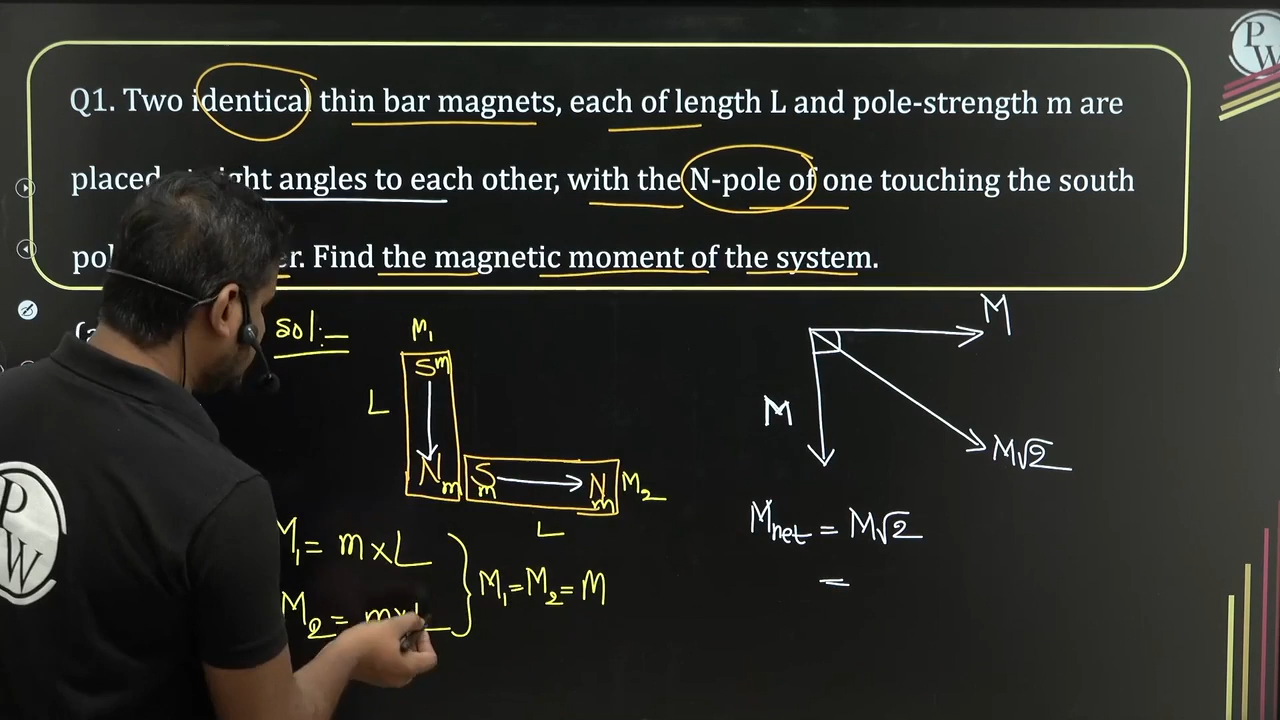 Q1. Two identical thin bar magnets, each of length L and pole-strength m are
placed right angles to each other, with the N-pole of one touching the south
. Find the magnetic moment of the system.
sol:-
M₁
S m
L
N m
S m
N m
M₂
L
M₁ = m×L
M₂ = m×L
M₁=M₂=M
M
M
M√2
Mnet = M√2
=
P
W
P
W